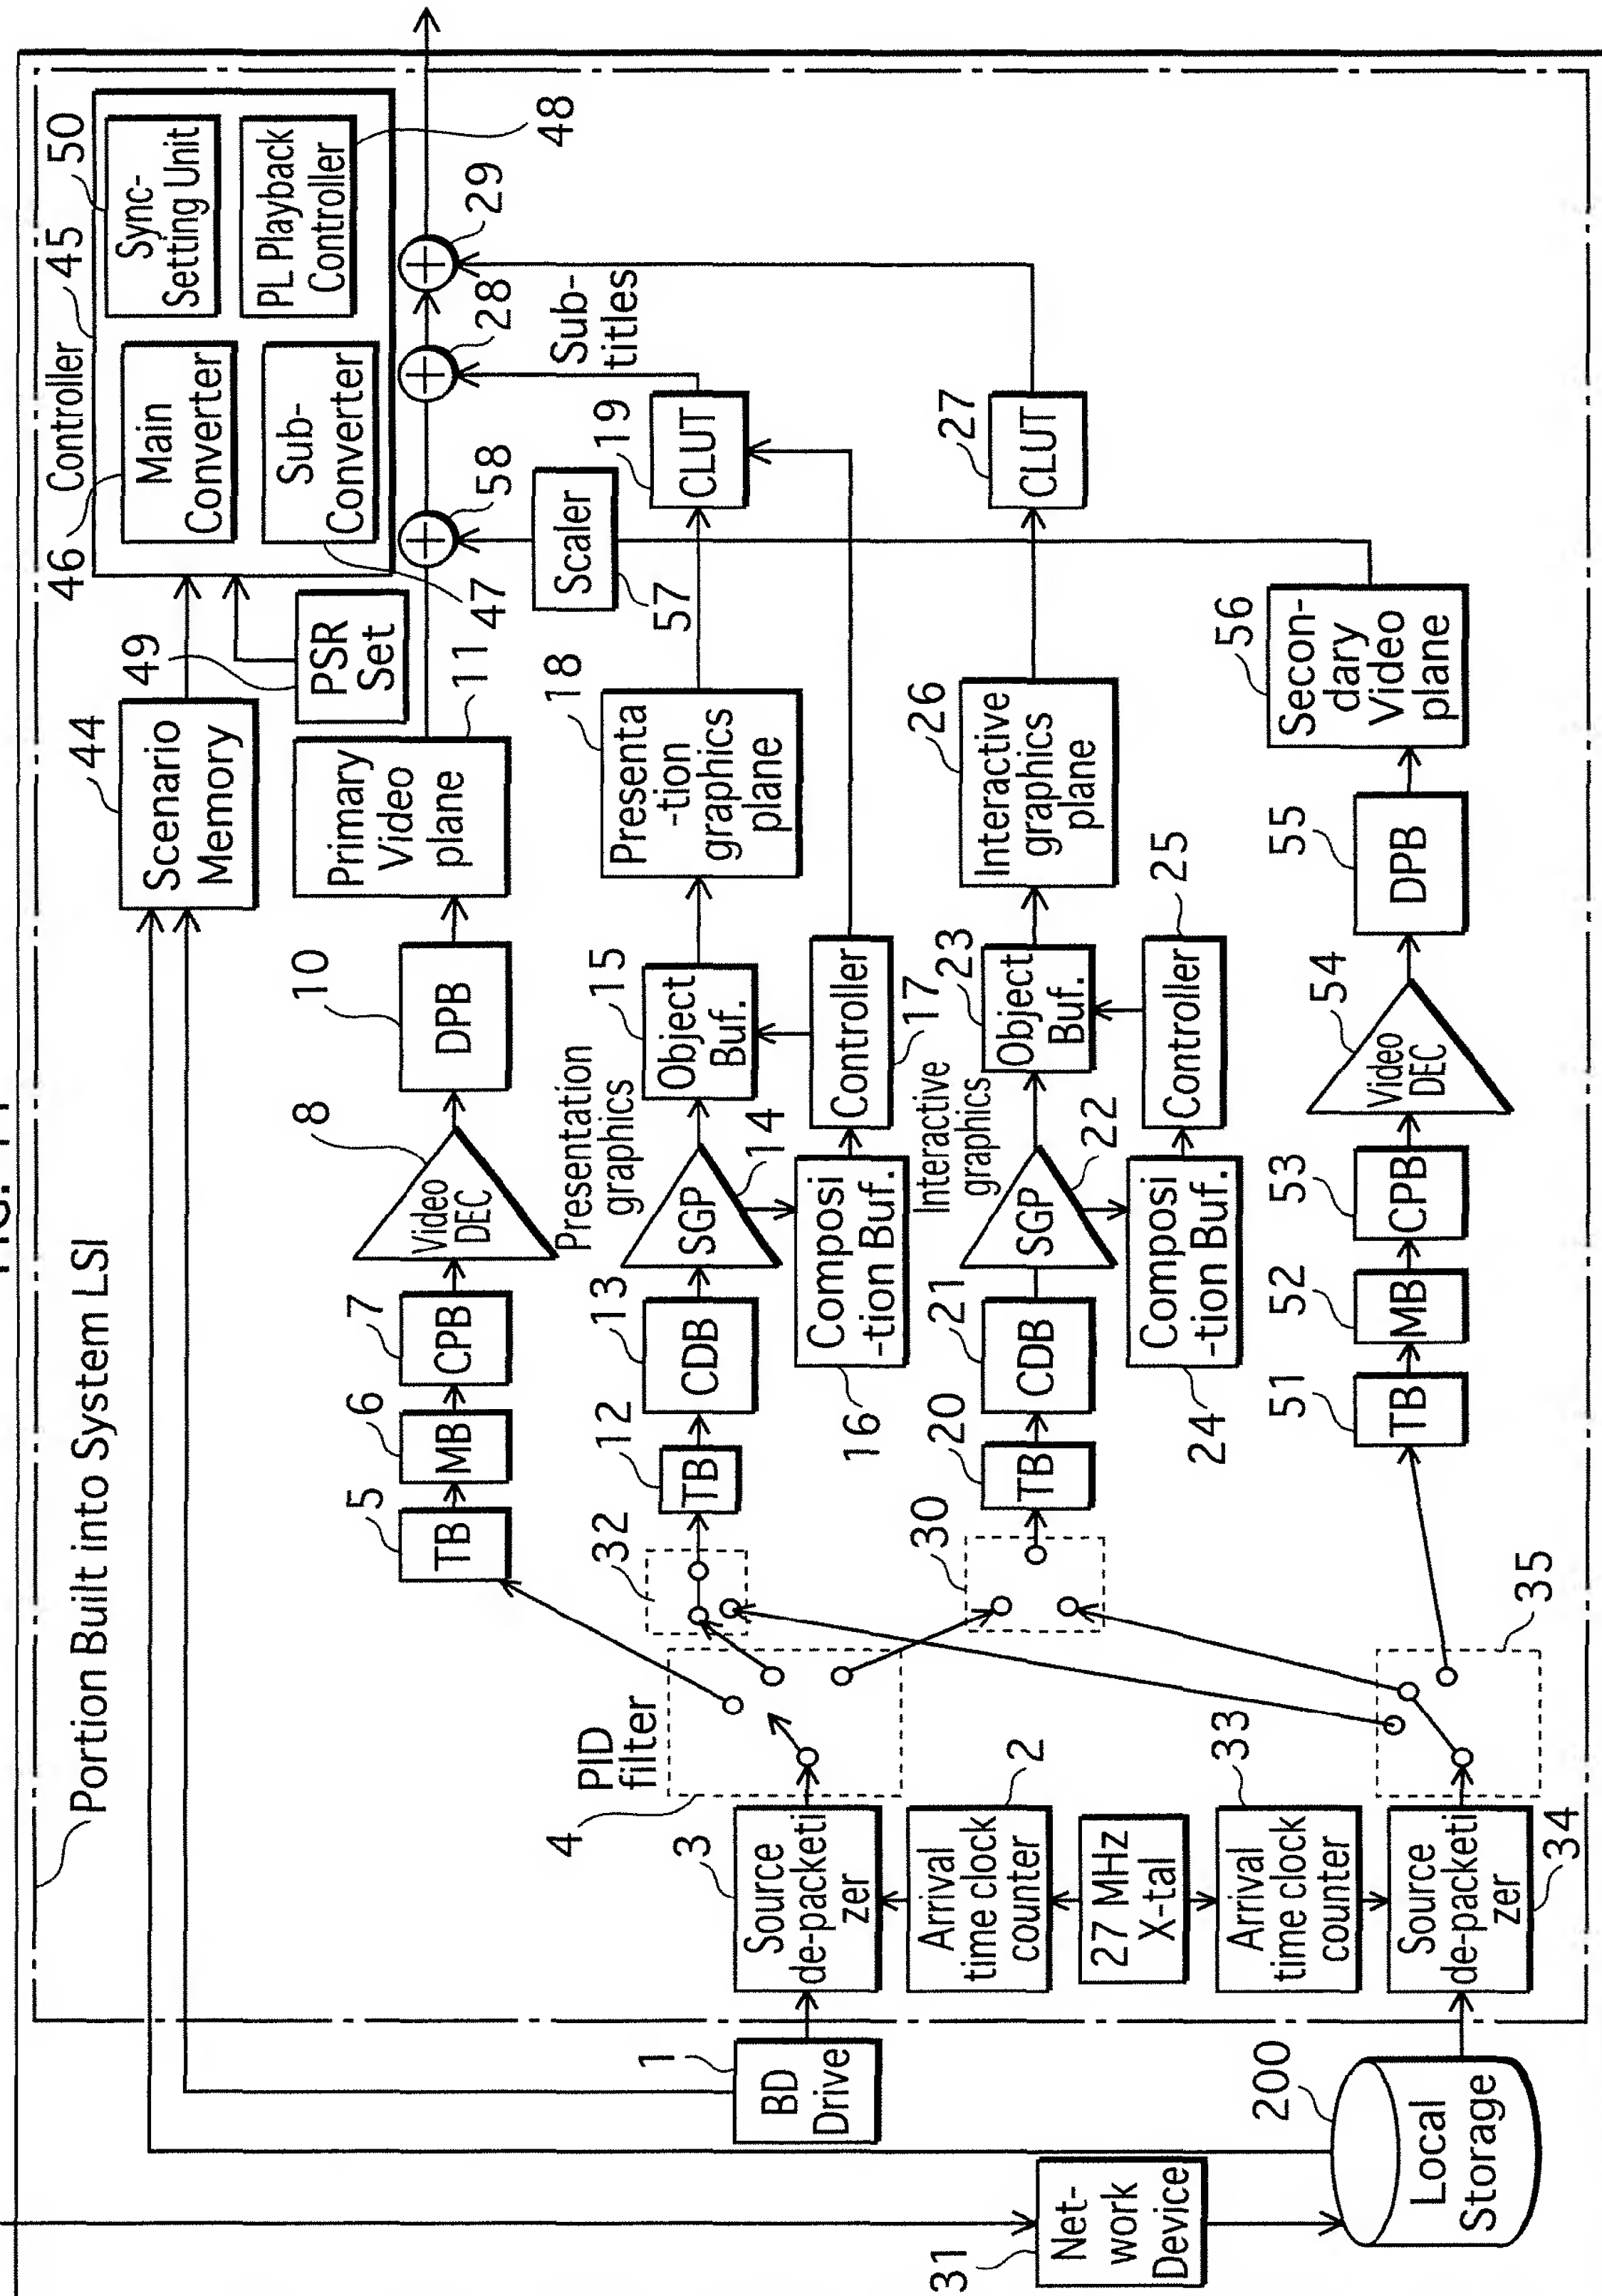 Portion Built into System LSI
44
Scenario
Memory
49
PSR
Set
46
Controller
45
50
Main
Converter
Sync-
Setting Unit
Sub-
Converter
PL Playback
Controller
47
48
5
TB
6
MB
7
CPB
8
Video
DEC
10
DPB
Primary
Video
plane
11
58
28
29
PID
filter
4
32
12
TB
13
CDB
Presentation
graphics
SGP
14
15
Object
Buf.
18
Presenta
-tion
graphics
plane
Scaler
57
19
CLUT
Sub-
titles
Composi
-tion Buf.
16
Controller
17
1
BD
Drive
3
Source
de-packeti
zer
Arrival
time clock
counter
2
27 MHz
X-tal
Arrival
time clock
counter
33
Source
de-packeti
zer
34
30
20
TB
21
CDB
Interactive
graphics
SGP
22
23
Object
Buf.
26
Interactive
graphics
plane
27
CLUT
Composi
-tion Buf.
24
Controller
25
31
Net-
work
Device
200
Local
Storage
35
51
TB
52
MB
53
CPB
54
Video
DEC
55
DPB
56
Secon-
dary
Video
plane